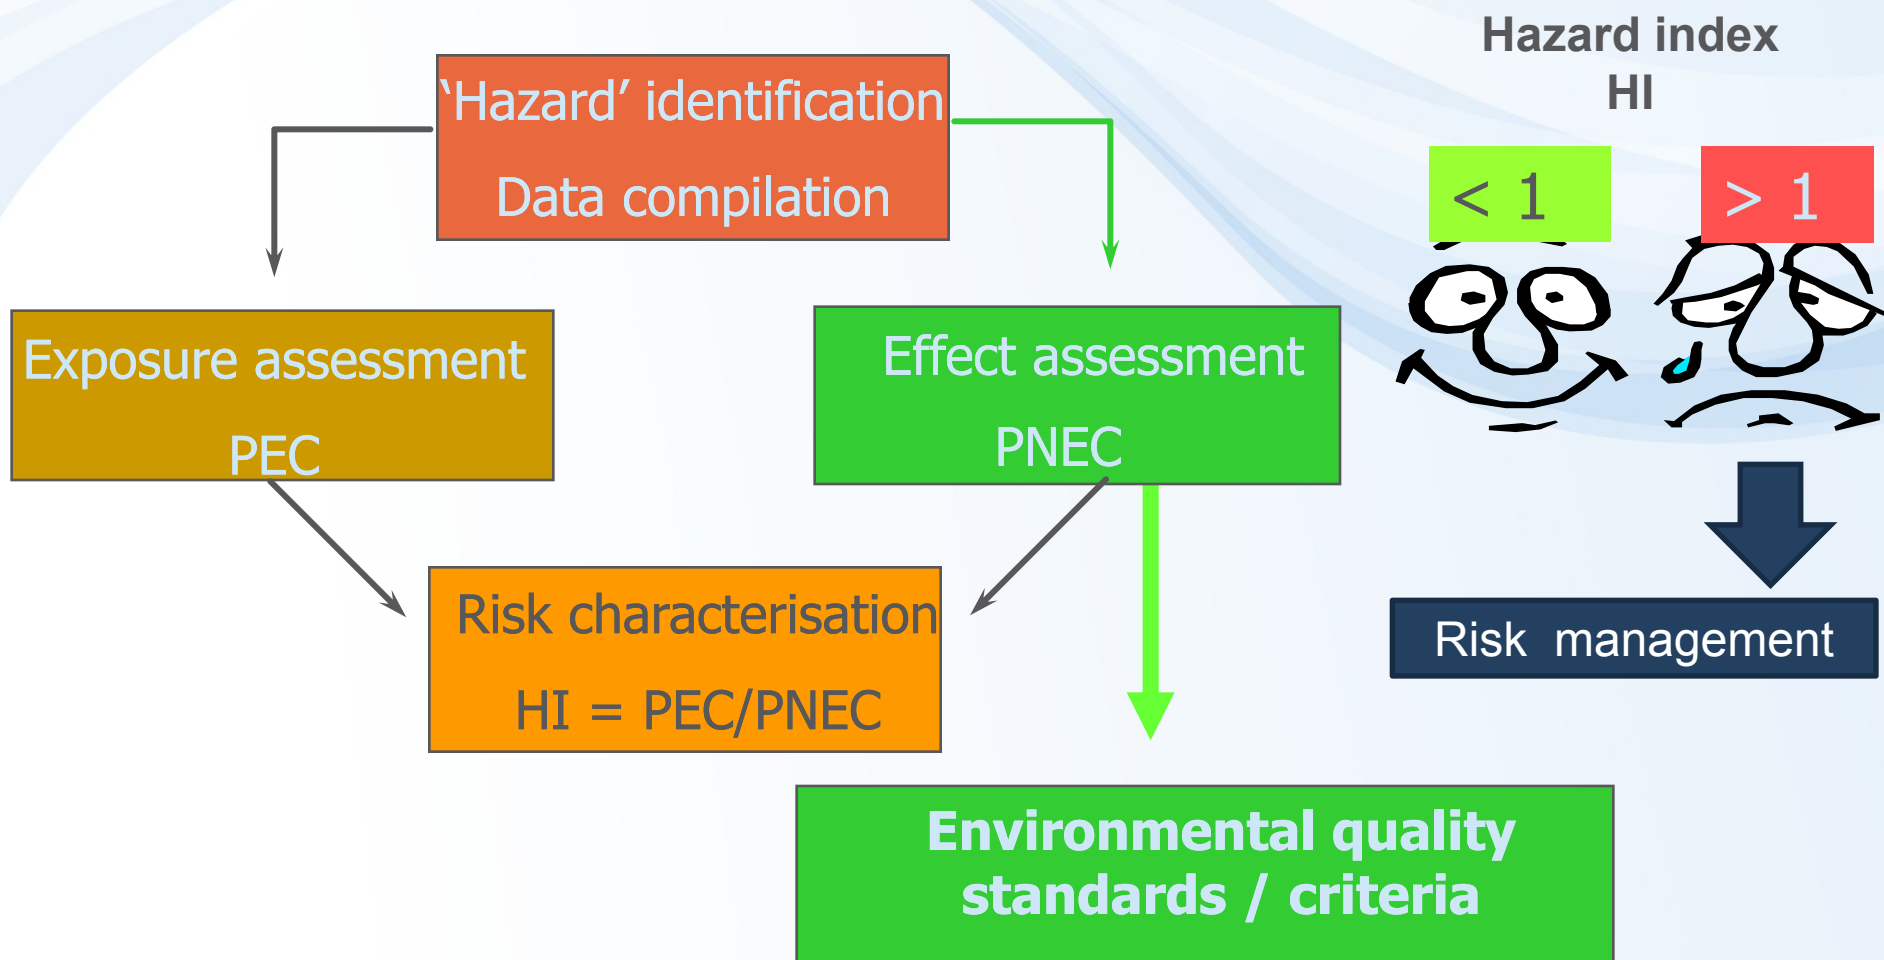 Hazard index
HI
‘Hazard’ identification
Data compilation
< 1
> 1
Exposure assessment
PEC
Effect assessment
PNEC
Risk characterisation
HI = PEC/PNEC
Risk management
Environmental quality
standards / criteria